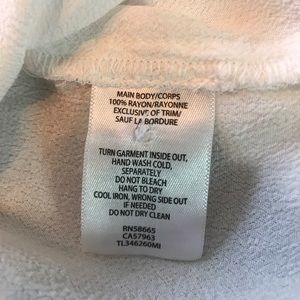 MAIN BODY/CORPS
100% RAYON/RAYONNE
EXCLUSIVE OF TRIM/
SAUF LA BORDURE
TURN GARMENT INSIDE OUT,
HAND WASH COLD,
SEPARATELY
DO NOT BLEACH
HANG TO DRY
COOL IRON, WRONG SIDE OUT
IF NEEDED
DO NOT DRY CLEAN
RN58665
CA57963
TL346260MI